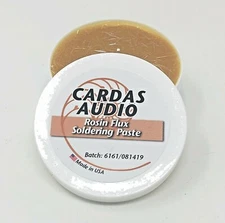 CARDAS
AUDIO
Rosin Flux
Soldering Paste
Batch: 6161/081419
Made in USA